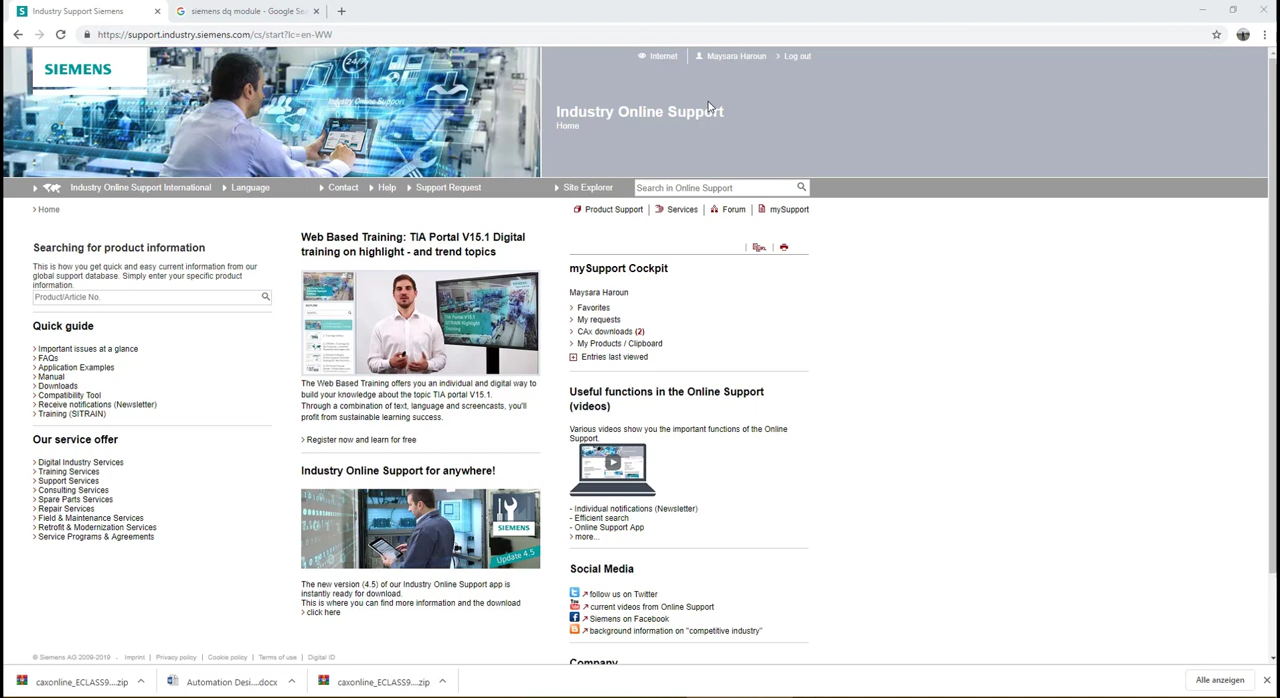 Industry Support Siemens
siemens dq module - Google Se
https://support.industry.siemens.com/cs/start?lc=en-WW
SIEMENS
24/7
Industry Online Support
Internet
Maysara Haroun
Log out
Industry Online Support
Home
Industry Online Support International
Language
Contact
Help
Support Request
Site Explorer
Search in Online Support
> Home
Product Support
Services
Forum
mySupport
Searching for product information
This is how you get quick and easy current information from our
global support database. Simply enter your specific product
information.
Product/Article No.
Quick guide
> Important issues at a glance
> FAQs
> Application Examples
> Manual
> Downloads
> Compatibility Tool
> Receive notifications (Newsletter)
> Training (SITRAIN)
Our service offer
> Digital Industry Services
> Training Services
> Support Services
> Consulting Services
> Spare Parts Services
> Repair Services
> Field & Maintenance Services
> Retrofit & Modernization Services
> Service Programs & Agreements
Web Based Training: TIA Portal V15.1 Digital
training on highlight - and trend topics
The Web Based Training offers you an individual and digital way to
build your knowledge about the topic TIA portal V15.1.
Through a combination of text, language and screencasts, you'll
profit from sustainable learning success.
> Register now and learn for free
Industry Online Support for anywhere!
SIEMENS
Update 4.5
The new version (4.5) of our Industry Online Support app is
instantly ready for download.
This is where you can find more information and the download
> click here
mySupport Cockpit
Maysara Haroun
> Favorites
> My requests
> CAx downloads (2)
> My Products / Clipboard
Entries last viewed
Useful functions in the Online Support
(videos)
Various videos show you the important functions of the Online
Support.
- Individual notifications (Newsletter)
- Efficient search
- Online Support App
> more...
Social Media
follow us on Twitter
current videos from Online Support
Siemens on Facebook
background information on "competitive industry"
Company
© Siemens AG 2009-2019 - Imprint | Privacy policy | Cookie policy | Terms of use | Digital ID
caxonline_ECLASS9....zip
Automation Desi....docx
caxonline_ECLASS9....zip
Alle anzeigen